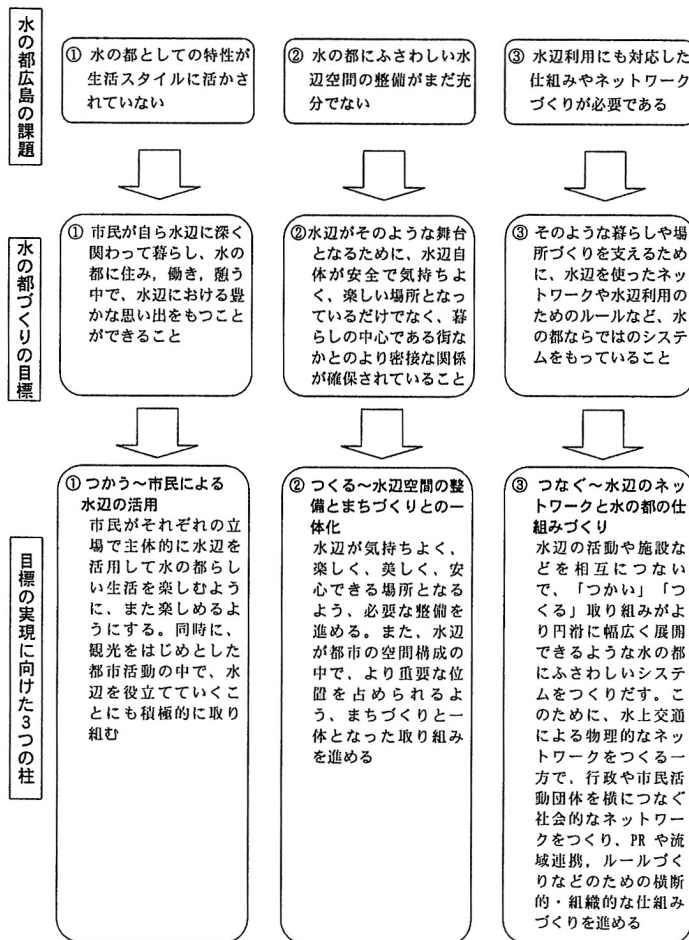 水の都広島の課題
① 水の都としての特性が
生活スタイルに活かさ
れていない
② 水の都にふさわしい水
辺空間の整備がまだ充
分でない
③ 水辺利用にも対応した
仕組みやネットワーク
づくりが必要である
水の都づくりの目標
① 市民が自ら水辺に深く
関わって暮らし、水の
都に住み，働き，憩う
中で、水辺における豊
かな思い出をもつこと
ができること
②水辺がそのような舞台
となるために、水辺自
体が安全で気持ちよ
く、楽しい場所となっ
ているだけでなく、暮
らしの中心である街な
かとのより密接な関係
が確保されていること
③ そのような暮らしや場
所づくりを支えるため
に、水辺を使ったネッ
トワークや水辺利用の
ためのルールなど、水
の都ならではのシステ
ムをもっていること
目標の実現に向けた３つの柱
① つかう～市民による
水辺の活用
市民がそれぞれの立
場で主体的に水辺を
活用して水の都らし
い生活を楽しむよう
に、また楽しめるよ
うにする。同時に、
観光をはじめとした
都市活動の中で、水
辺を役立てていくこ
とにも積極的に取り
組む
② つくる～水辺空間の整
備とまちづくりとの一
体化
水辺が気持ちよく、
楽しく、美しく、安
心できる場所となる
よう、必要な整備を
進める。また、水辺
が都市の空間構成の
中で、より重要な位
置を占められるよ
う、まちづくりと一
体となった取り組み
を進める
③ つなぐ～水辺のネッ
トワークと水の都の仕
組みづくり
水辺の活動や施設な
どを相互につない
で、「つかい」「つ
くる」取り組みがよ
り円滑に幅広く展開
できるような水の都
にふさわしいシステ
ムをつくりだす。こ
のために、水上交通
による物理的なネッ
トワークをつくる一
方で、行政や市民活
動団体を横につなぐ
社会的なネットワー
クをつくり、PR や流
域連携，ルールづく
りなどのための横断
的・組織的な仕組み
づくりを進める